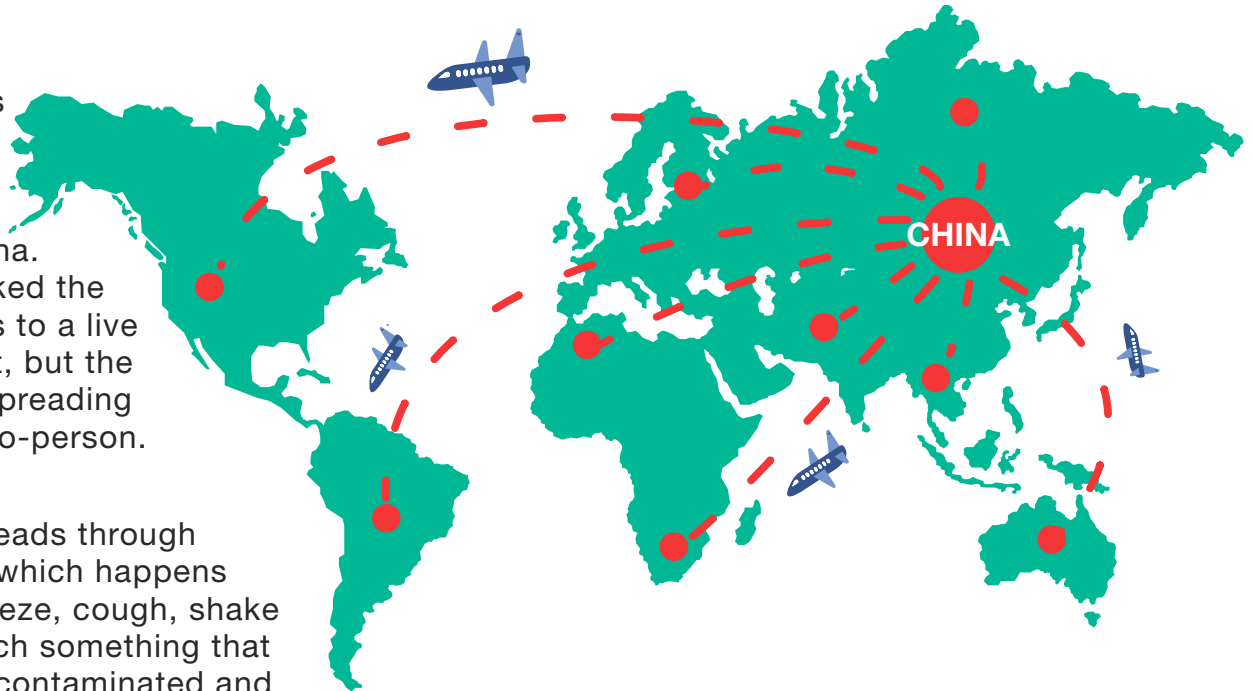 s
na.
ked the
s to a live
t, but the
preading
o-person.
eads through
which happens
eze, cough, shake
ch something that
contaminated and
CHINA